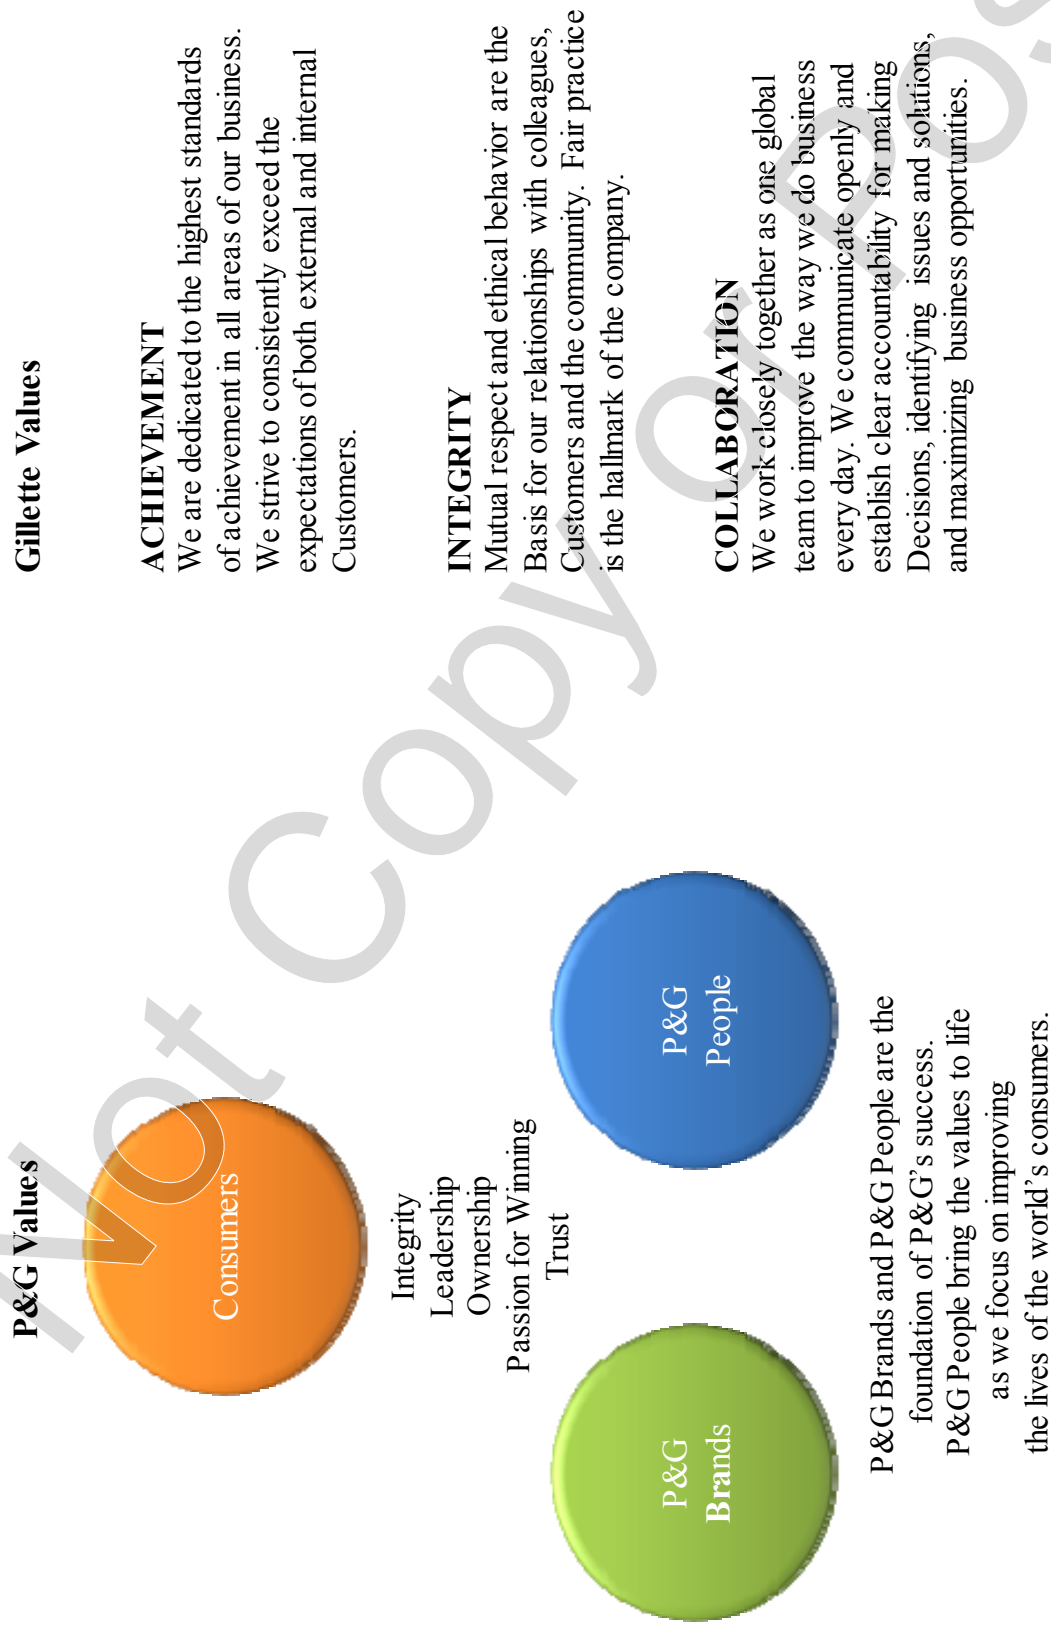 P&G Values
Consumers
Integrity
Leadership
Ownership
Passion for Winning
Trust
P&G
Brands
P&G
People
P&G Brands and P&G People are the
foundation of P&G's success.
P&G People bring the values to life
as we focus on improving
the lives of the world's consumers.
Gillette Values
ACHIEVEMENT
We are dedicated to the highest standards
of achievement in all areas of our business.
We strive to consistently exceed the
expectations of both external and internal
Customers.
INTEGRITY
Mutual respect and ethical behavior are the
Basis for our relationships with colleagues,
Customers and the community. Fair practice
is the hallmark of the company.
COLLABORATION
We work closely together as one global
team to improve the way we do business
every day. We communicate openly and
establish clear accountability for making
Decisions, identifying issues and solutions,
and maximizing business opportunities.
Not Copy or Pos